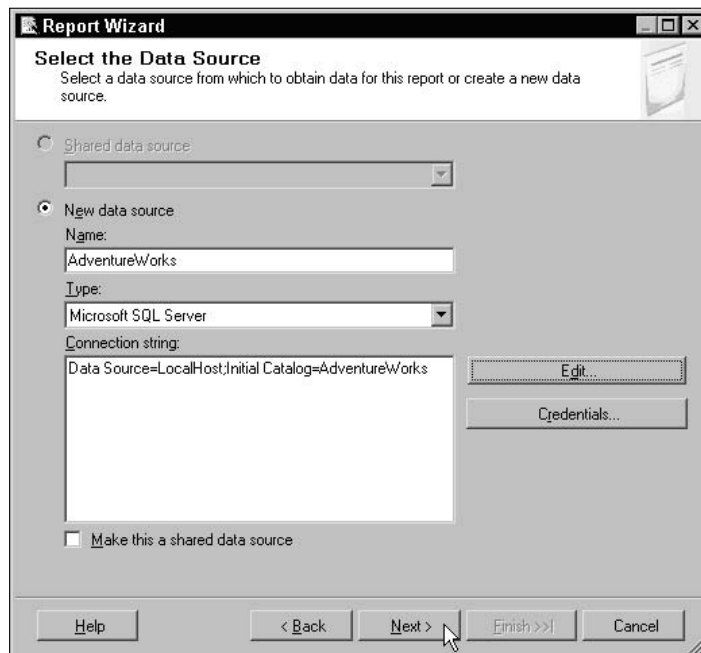 Report Wizard
Select the Data Source
Select a data source from which to obtain data for this report or create a new data
source.
Shared data source
New data source
Name:
AdventureWorks
Type:
Microsoft SQL Server
Connection string:
Data Source=LocalHost;Initial Catalog=AdventureWorks
Edit...
Credentials...
Make this a shared data source
Help
< Back
Next >
Finish >>|
Cancel